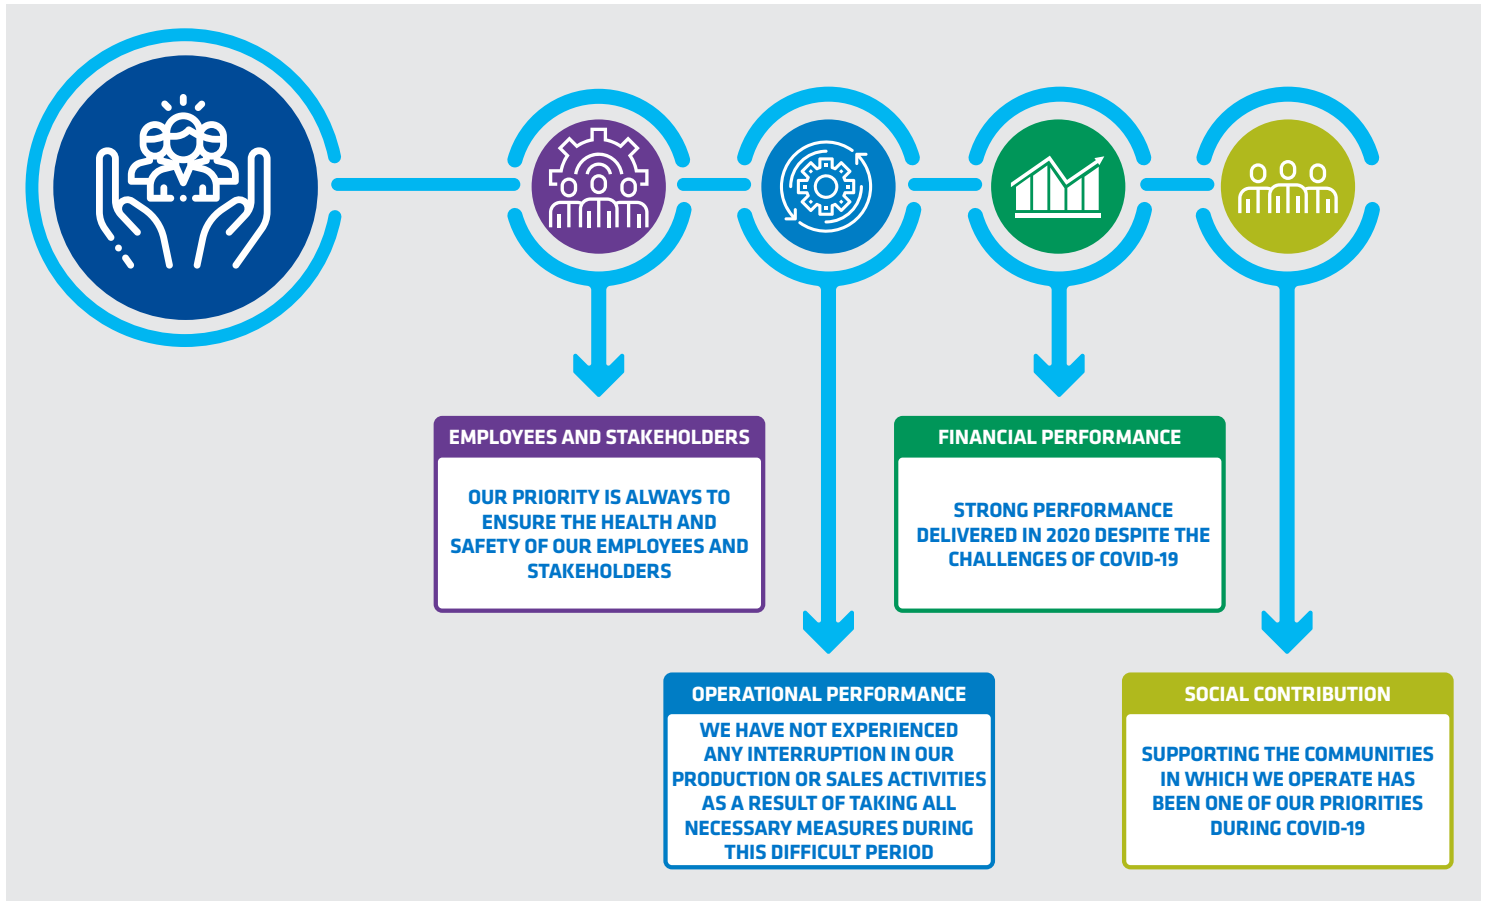 EMPLOYEES AND STAKEHOLDERS
OUR PRIORITY IS ALWAYS TO
ENSURE THE HEALTH AND
SAFETY OF OUR EMPLOYEES AND
STAKEHOLDERS
OPERATIONAL PERFORMANCE
WE HAVE NOT EXPERIENCED
ANY INTERRUPTION IN OUR
PRODUCTION OR SALES ACTIVITIES
AS A RESULT OF TAKING ALL
NECESSARY MEASURES DURING
THIS DIFFICULT PERIOD
FINANCIAL PERFORMANCE
STRONG PERFORMANCE
DELIVERED IN 2020 DESPITE THE
CHALLENGES OF COVID-19
SOCIAL CONTRIBUTION
SUPPORTING THE COMMUNITIES
IN WHICH WE OPERATE HAS
BEEN ONE OF OUR PRIORITIES
DURING COVID-19